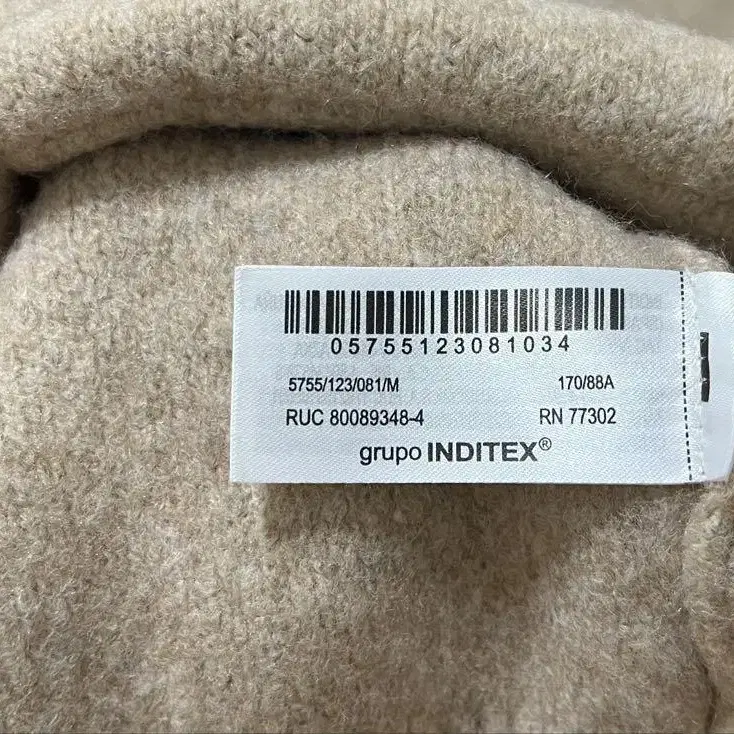 05755123081034
5755/123/081/M 170/88A
RUC 80089348-4 RN 77302
grupo INDITEX®